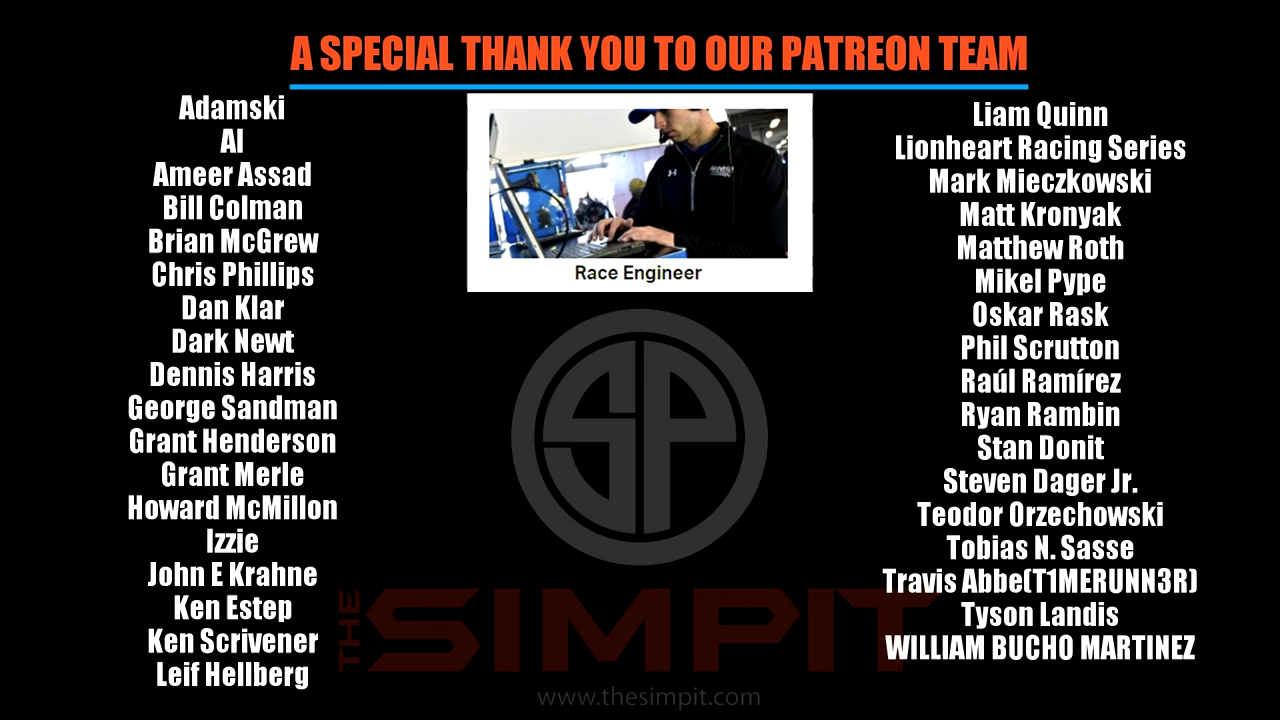 A SPECIAL THANK YOU TO OUR PATREON TEAM
Adamski
Al
Ameer Assad
Bill Colman
Brian McGrew
Chris Phillips
Dan Klar
Dark Newt
Dennis Harris
George Sandman
Grant Henderson
Grant Merle
Howard McMillon
Izzie
John E Krahne
Ken Estep
Ken Scrivener
Leif Hellberg
Race Engineer
SP
THE SIMPIT
www.thesimpit.com
Liam Quinn
Lionheart Racing Series
Mark Mieczkowski
Matt Kronyak
Matthew Roth
Mikel Pype
Oskar Rask
Phil Scrutton
Raúl Ramírez
Ryan Rambin
Stan Donit
Steven Dager Jr.
Teodor Orzechowski
Tobias N. Sasse
Travis Abbe(T1MERUNN3R)
Tyson Landis
WILLIAM BUCHO MARTINEZ